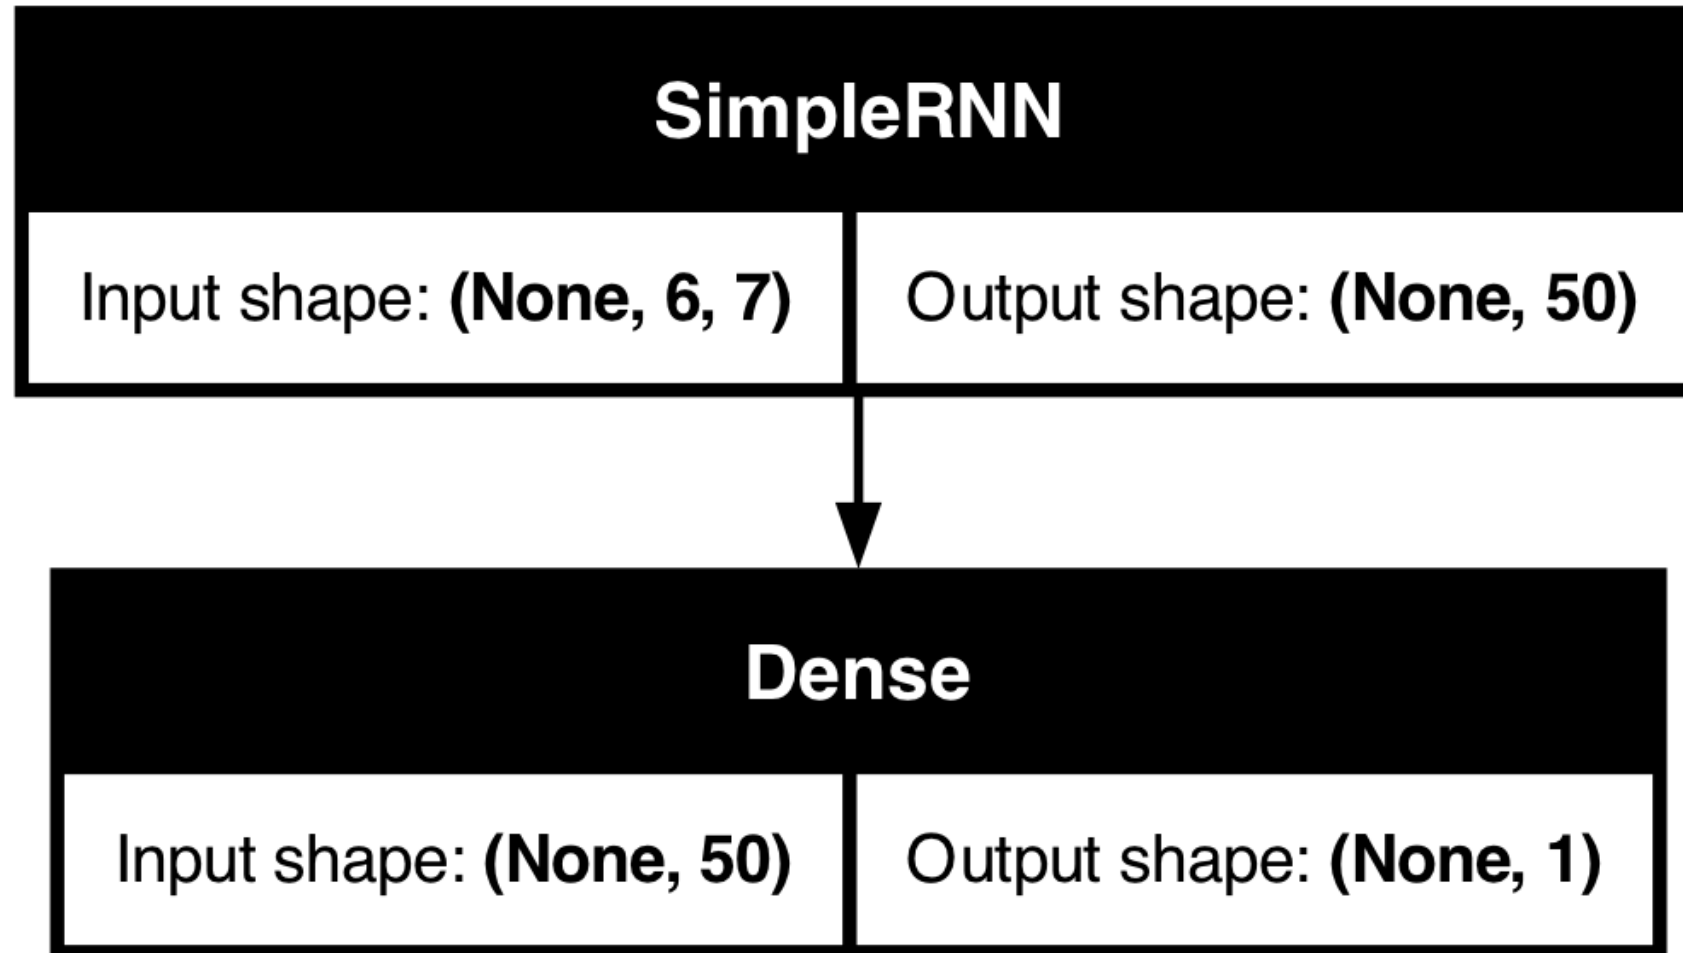 SimpleRNN
Input shape: (None, 6, 7) Output shape: (None, 50)
Dense
Input shape: (None, 50) Output shape: (None, 1)